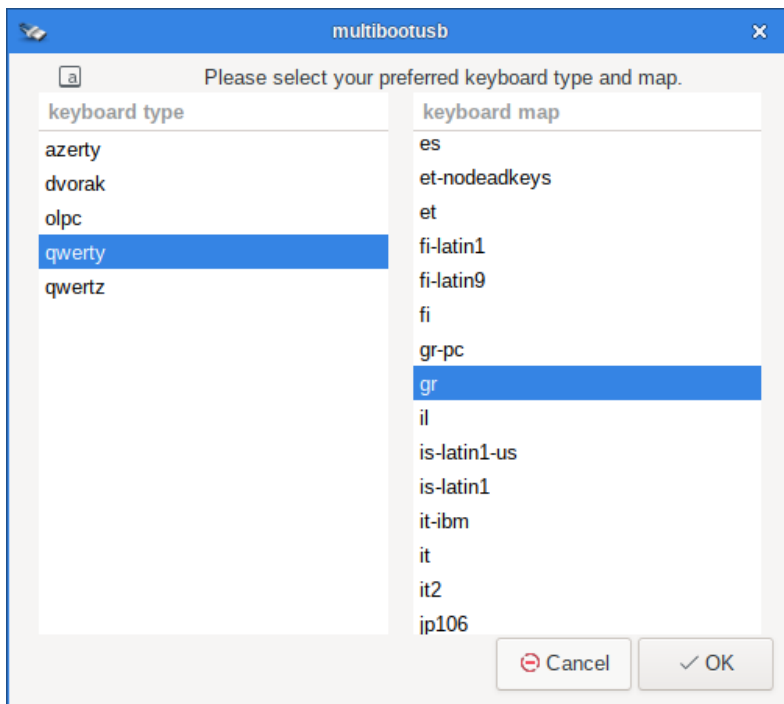 multibootusb
a
Please select your preferred keyboard type and map.
keyboard type
azerty
dvorak
olpc
qwerty
qwertz
keyboard map
es
et-nodeadkeys
et
fi-latin1
fi-latin9
fi
gr-pc
gr
il
is-latin1-us
is-latin1
it-ibm
it
it2
jp106
Cancel
OK